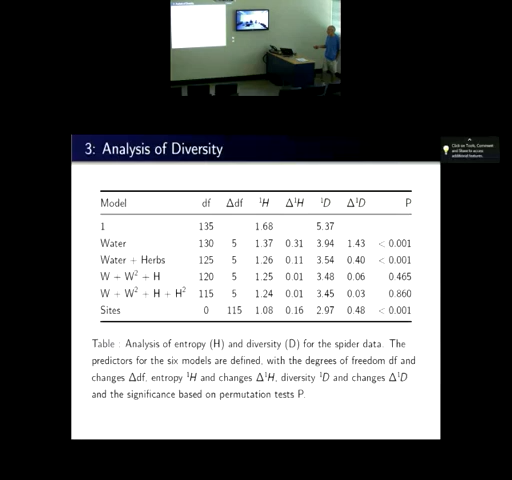 3: Analysis of Diversity
Click on Tools, Comment
and Share to access
additional features.
Model df Δdf ¹H Δ¹H ¹D Δ¹D P
1 135 1.68 5.37
Water 130 5 1.37 0.31 3.94 1.43 < 0.001
Water + Herbs 125 5 1.26 0.11 3.54 0.40 < 0.001
W + W² + H 120 5 1.25 0.01 3.48 0.06 0.465
W + W² + H + H² 115 5 1.24 0.01 3.45 0.03 0.860
Sites 0 115 1.08 0.16 2.97 0.48 < 0.001
Table : Analysis of entropy (H) and diversity (D) for the spider data. The
predictors for the six models are defined, with the degrees of freedom df and
changes Δdf, entropy ¹H and changes Δ¹H, diversity ¹D and changes Δ¹D
and the significance based on permutation tests P.